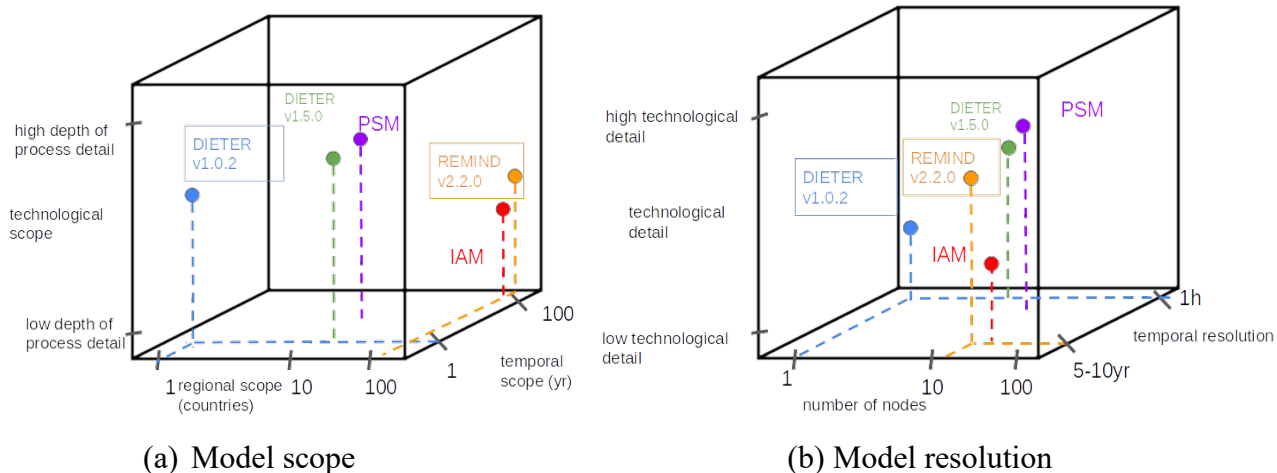 DIETER
v1.5.0
PSM
high depth of
process detail
DIETER
v1.0.2
REMIND
v2.2.0
technological
scope
IAM
low depth of
process detail
100
1
temporal
scope (yr)
1
10
100
regional scope
(countries)
(a) Model scope
PSM
DIETER
v1.5.0
high technological
detail
DIETER
v1.0.2
REMIND
v2.2.0
technological
detail
IAM
low technological
detail
1h
temporal resolution
5-10yr
1
10
100
number of nodes
(b) Model resolution